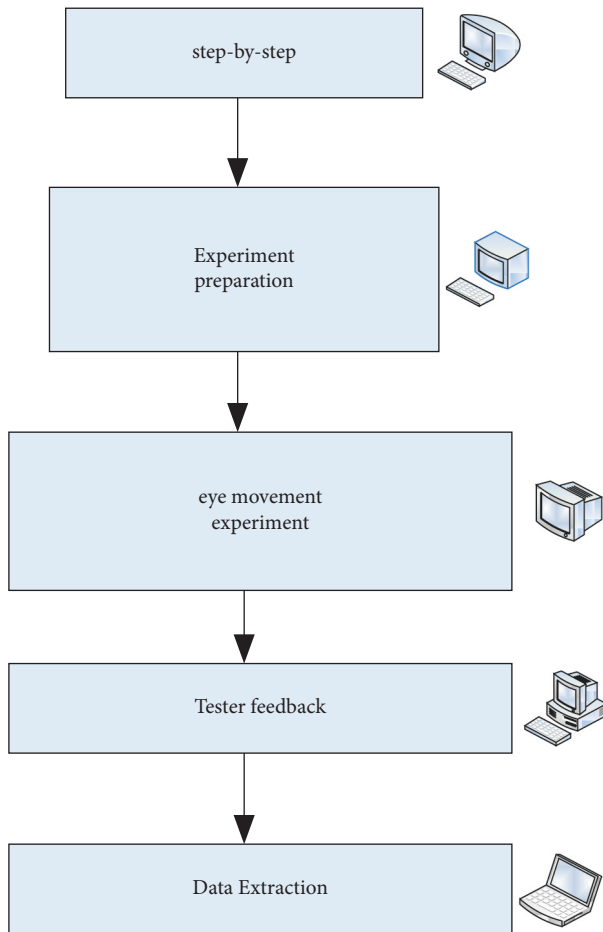 step-by-step
Experiment
preparation
eye movement
experiment
Tester feedback
Data Extraction